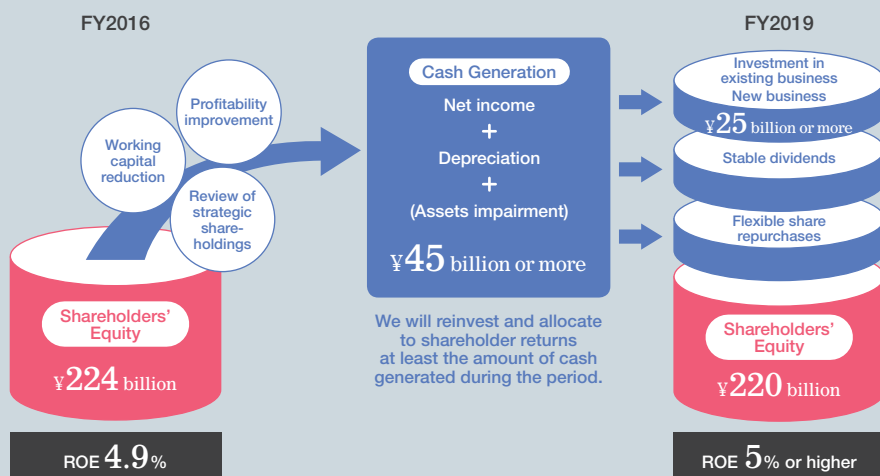 FY2016
Profitability
improvement
Working
capital
reduction
Review of
strategic
share-
holdings
Shareholders'
Equity
¥224 billion
ROE 4.9%
Cash Generation
Net income
+
Depreciation
+
(Assets impairment)
¥45 billion or more
We will reinvest and allocate
to shareholder returns
at least the amount of cash
generated during the period.
FY2019
Investment in
existing business
New business
¥25 billion or more
Stable dividends
Flexible share
repurchases
Shareholders'
Equity
¥220 billion
ROE 5% or higher